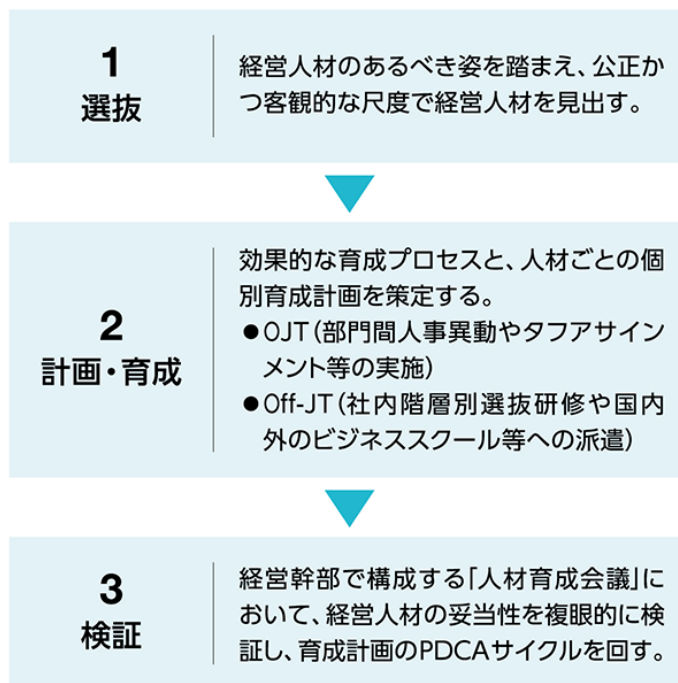 1
選抜
経営人材のあるべき姿を踏まえ、公正か
つ客観的な尺度で経営人材を見出す。
2
計画・育成
効果的な育成プロセスと、人材ごとの個
別育成計画を策定する。
●OJT（部門間人事異動やタフアサイン
メント等の実施）
●Off-JT（社内階層別選抜研修や国内
外のビジネススクール等への派遣）
3
検証
経営幹部で構成する「人材育成会議」に
おいて、経営人材の妥当性を複眼的に検
証し、育成計画のPDCAサイクルを回す。